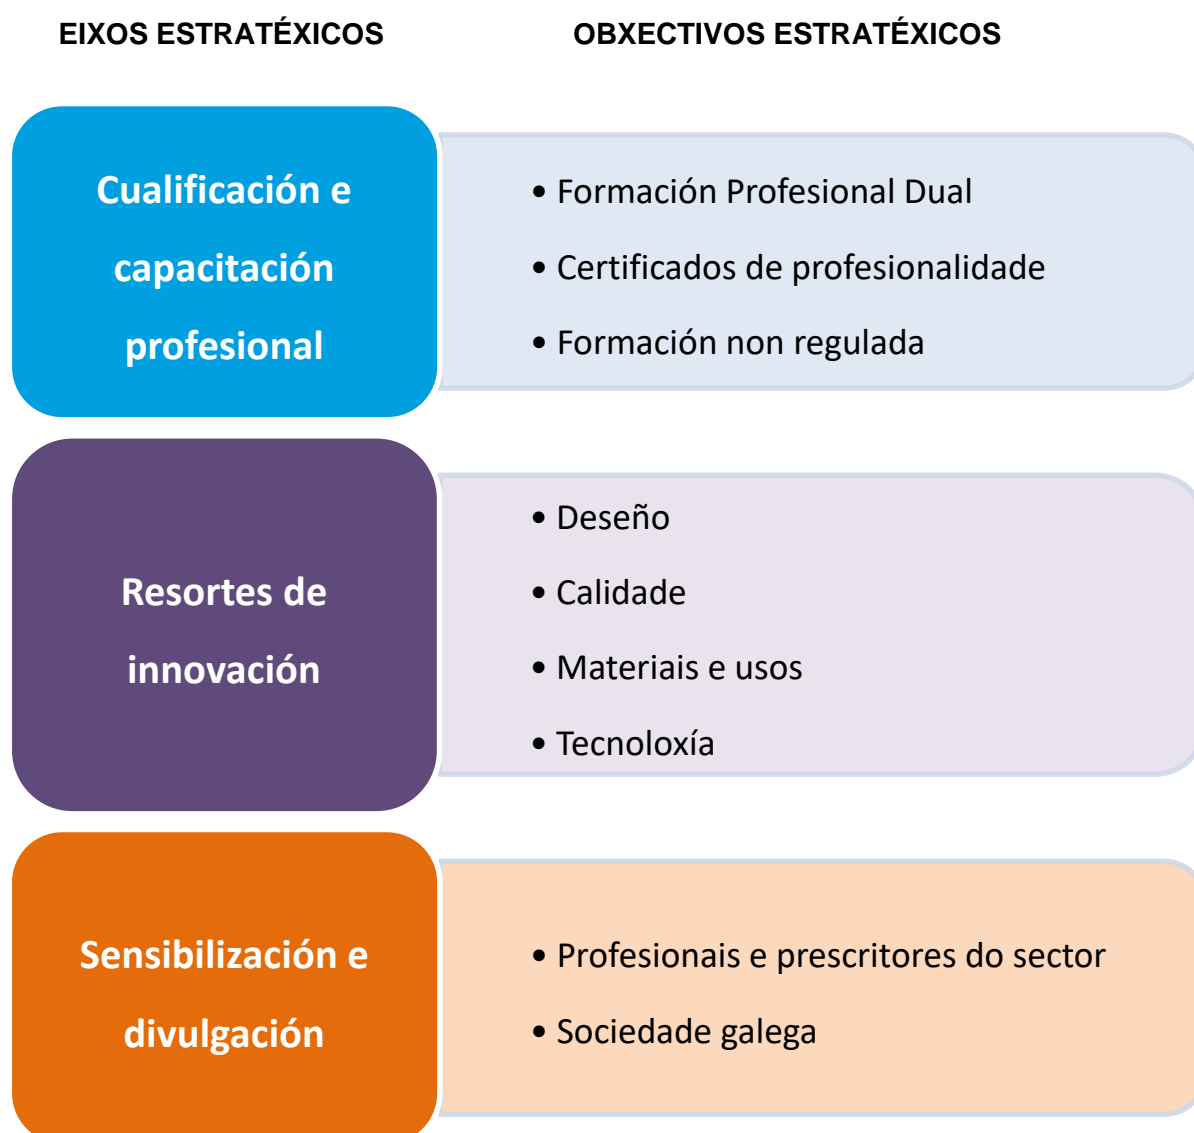 EIXOS ESTRATÉXICOS
OBXECTIVOS ESTRATÉXICOS
Cualificación e
capacitación
profesional
• Formación Profesional Dual
• Certificados de profesionalidade
• Formación non regulada
Resortes de
innovación
• Deseño
• Calidade
• Materiais e usos
• Tecnoloxía
Sensibilización e
divulgación
• Profesionais e prescritores do sector
• Sociedade galega